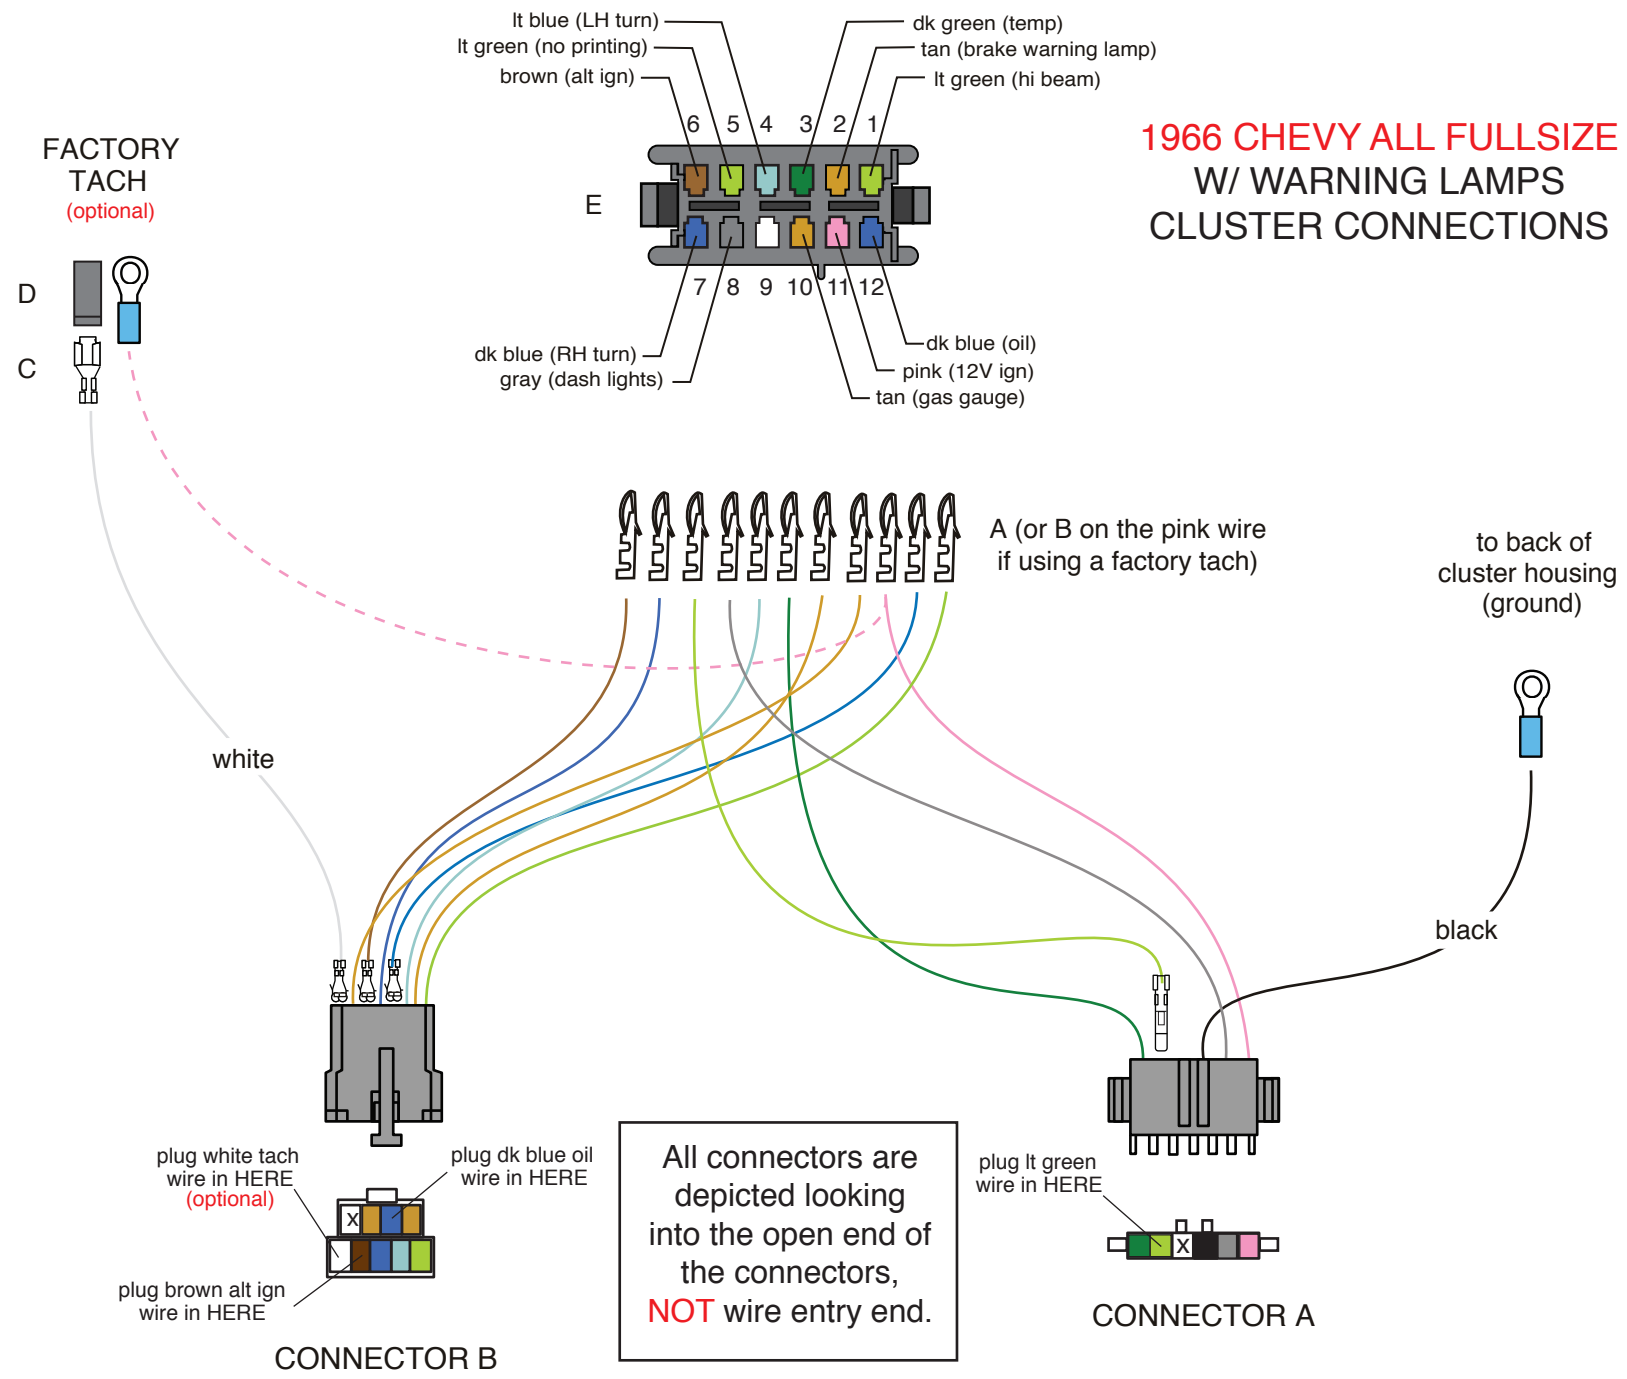 lt blue (LH turn)
lt green (no printing)
brown (alt ign)
dk green (temp)
tan (brake warning lamp)
lt green (hi beam)
6 5 4 3 2 1
E
7 8 9 10 11 12
dk blue (RH turn)
gray (dash lights)
dk blue (oil)
pink (12V ign)
tan (gas gauge)
1966 CHEVY ALL FULLSIZE
W/ WARNING LAMPS
CLUSTER CONNECTIONS
FACTORY
TACH
(optional)
D
C
A (or B on the pink wire
if using a factory tach)
to back of
cluster housing
(ground)
white
black
plug white tach
wire in HERE
(optional)
plug dk blue oil
wire in HERE
X
plug brown alt ign
wire in HERE
CONNECTOR B
All connectors are
depicted looking
into the open end of
the connectors,
NOT wire entry end.
plug lt green
wire in HERE
X
CONNECTOR A